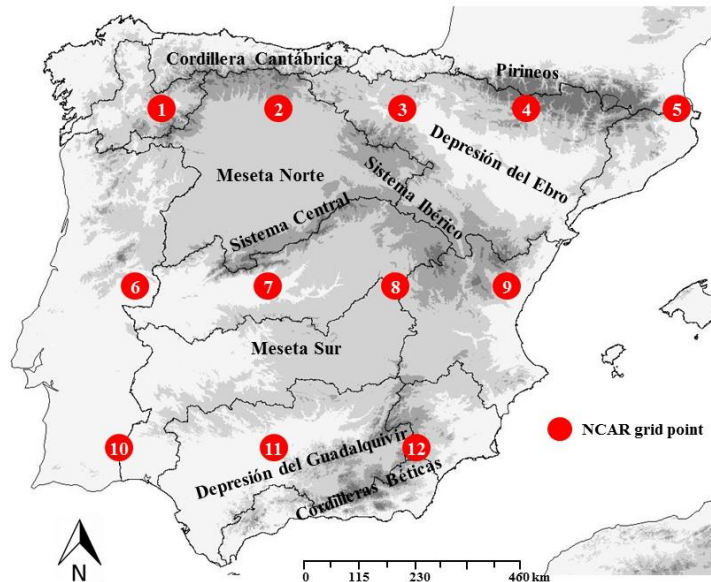 Cordillera Cantábrica
Pirineos
1
2
3
4
5
Depresión del Ebro
Meseta Norte
Sistema Ibérico
Sistema Central
6
7
8
9
Meseta Sur
10
11
12
NCAR grid point
Depresión del Guadalquivir
Cordilleras Béticas
N
0 115 230 460 km